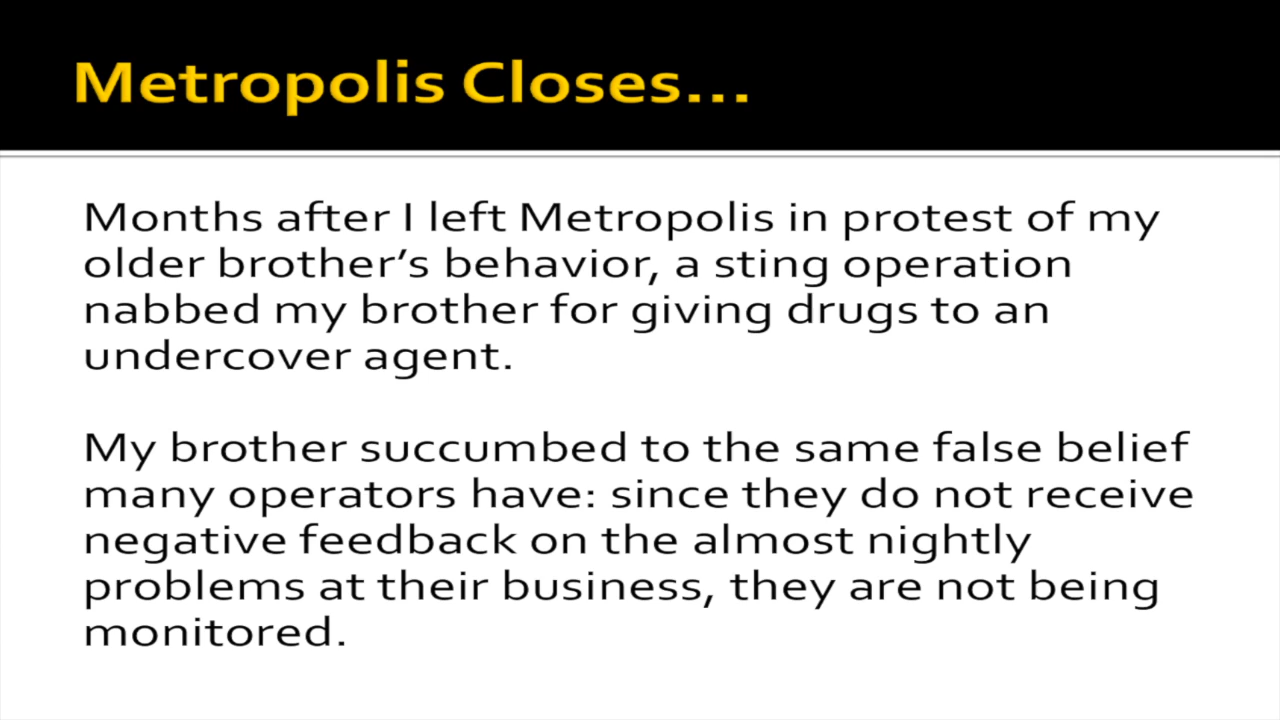 Metropolis Closes...
Months after I left Metropolis in protest of my
older brother’s behavior, a sting operation
nabbed my brother for giving drugs to an
undercover agent.
My brother succumbed to the same false belief
many operators have: since they do not receive
negative feedback on the almost nightly
problems at their business, they are not being
monitored.